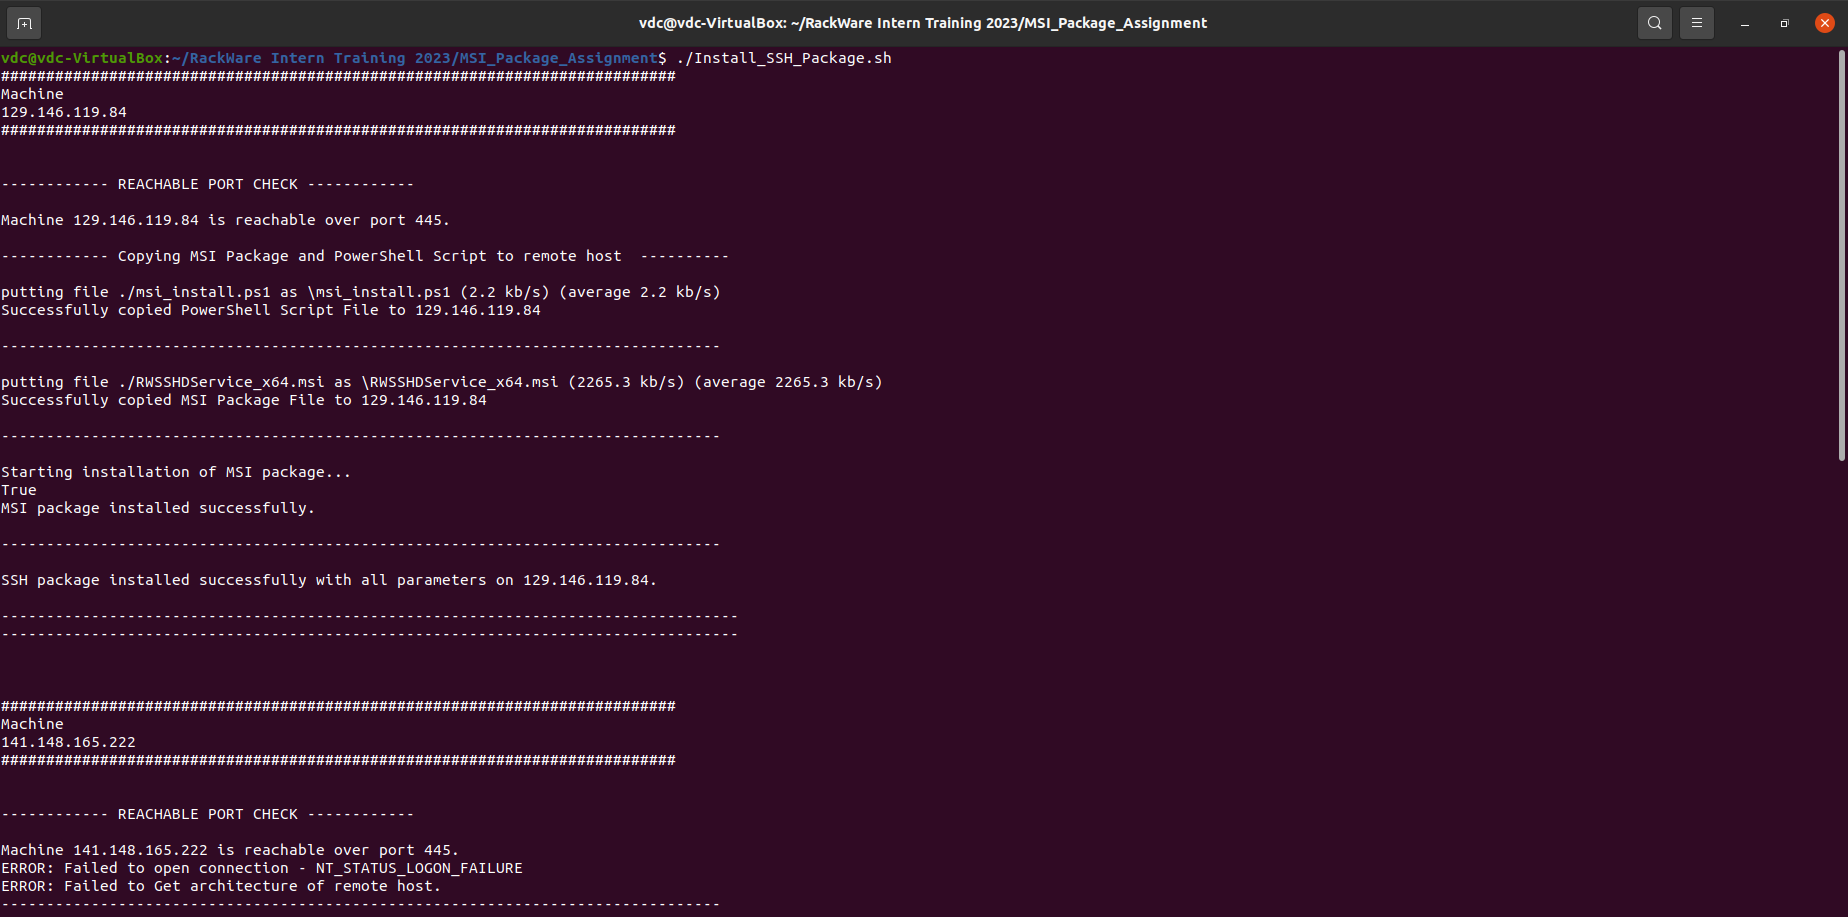 vdc@vdc-VirtualBox: ~/RackWare Intern Training 2023/MSI_Package_Assignment
vdc@vdc-VirtualBox:~/RackWare Intern Training 2023/MSI_Package_Assignment$ ./Install_SSH_Package.sh
###########################################################################
Machine
129.146.119.84
###########################################################################
------------ REACHABLE PORT CHECK ------------
Machine 129.146.119.84 is reachable over port 445.
------------ Copying MSI Package and PowerShell Script to remote host  ----------
putting file ./msi_install.ps1 as \msi_install.ps1 (2.2 kb/s) (average 2.2 kb/s)
Successfully copied PowerShell Script File to 129.146.119.84
--------------------------------------------------------------------------------
putting file ./RWSSHDService_x64.msi as \RWSSHDService_x64.msi (2265.3 kb/s) (average 2265.3 kb/s)
Successfully copied MSI Package File to 129.146.119.84
--------------------------------------------------------------------------------
Starting installation of MSI package...
True
MSI package installed successfully.
--------------------------------------------------------------------------------
SSH package installed successfully with all parameters on 129.146.119.84.
----------------------------------------------------------------------------------
----------------------------------------------------------------------------------
###########################################################################
Machine
141.148.165.222
###########################################################################
------------ REACHABLE PORT CHECK ------------
Machine 141.148.165.222 is reachable over port 445.
ERROR: Failed to open connection - NT_STATUS_LOGON_FAILURE
ERROR: Failed to Get architecture of remote host.
--------------------------------------------------------------------------------